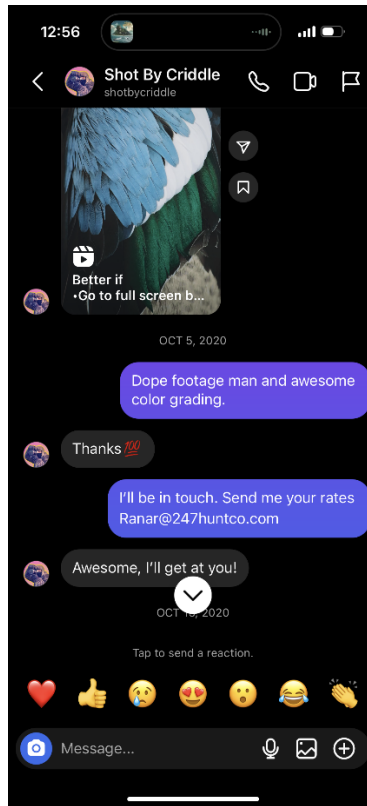 12:56
Shot By Criddle
shotbycriddle
Better if
•Go to full screen b...
OCT 5, 2020
Dope footage man and awesome
color grading.
Thanks💯
I'll be in touch. Send me your rates
Ranar@247huntco.com
Awesome, I'll get at you!
OCT 2020
Tap to send a reaction.
Message...